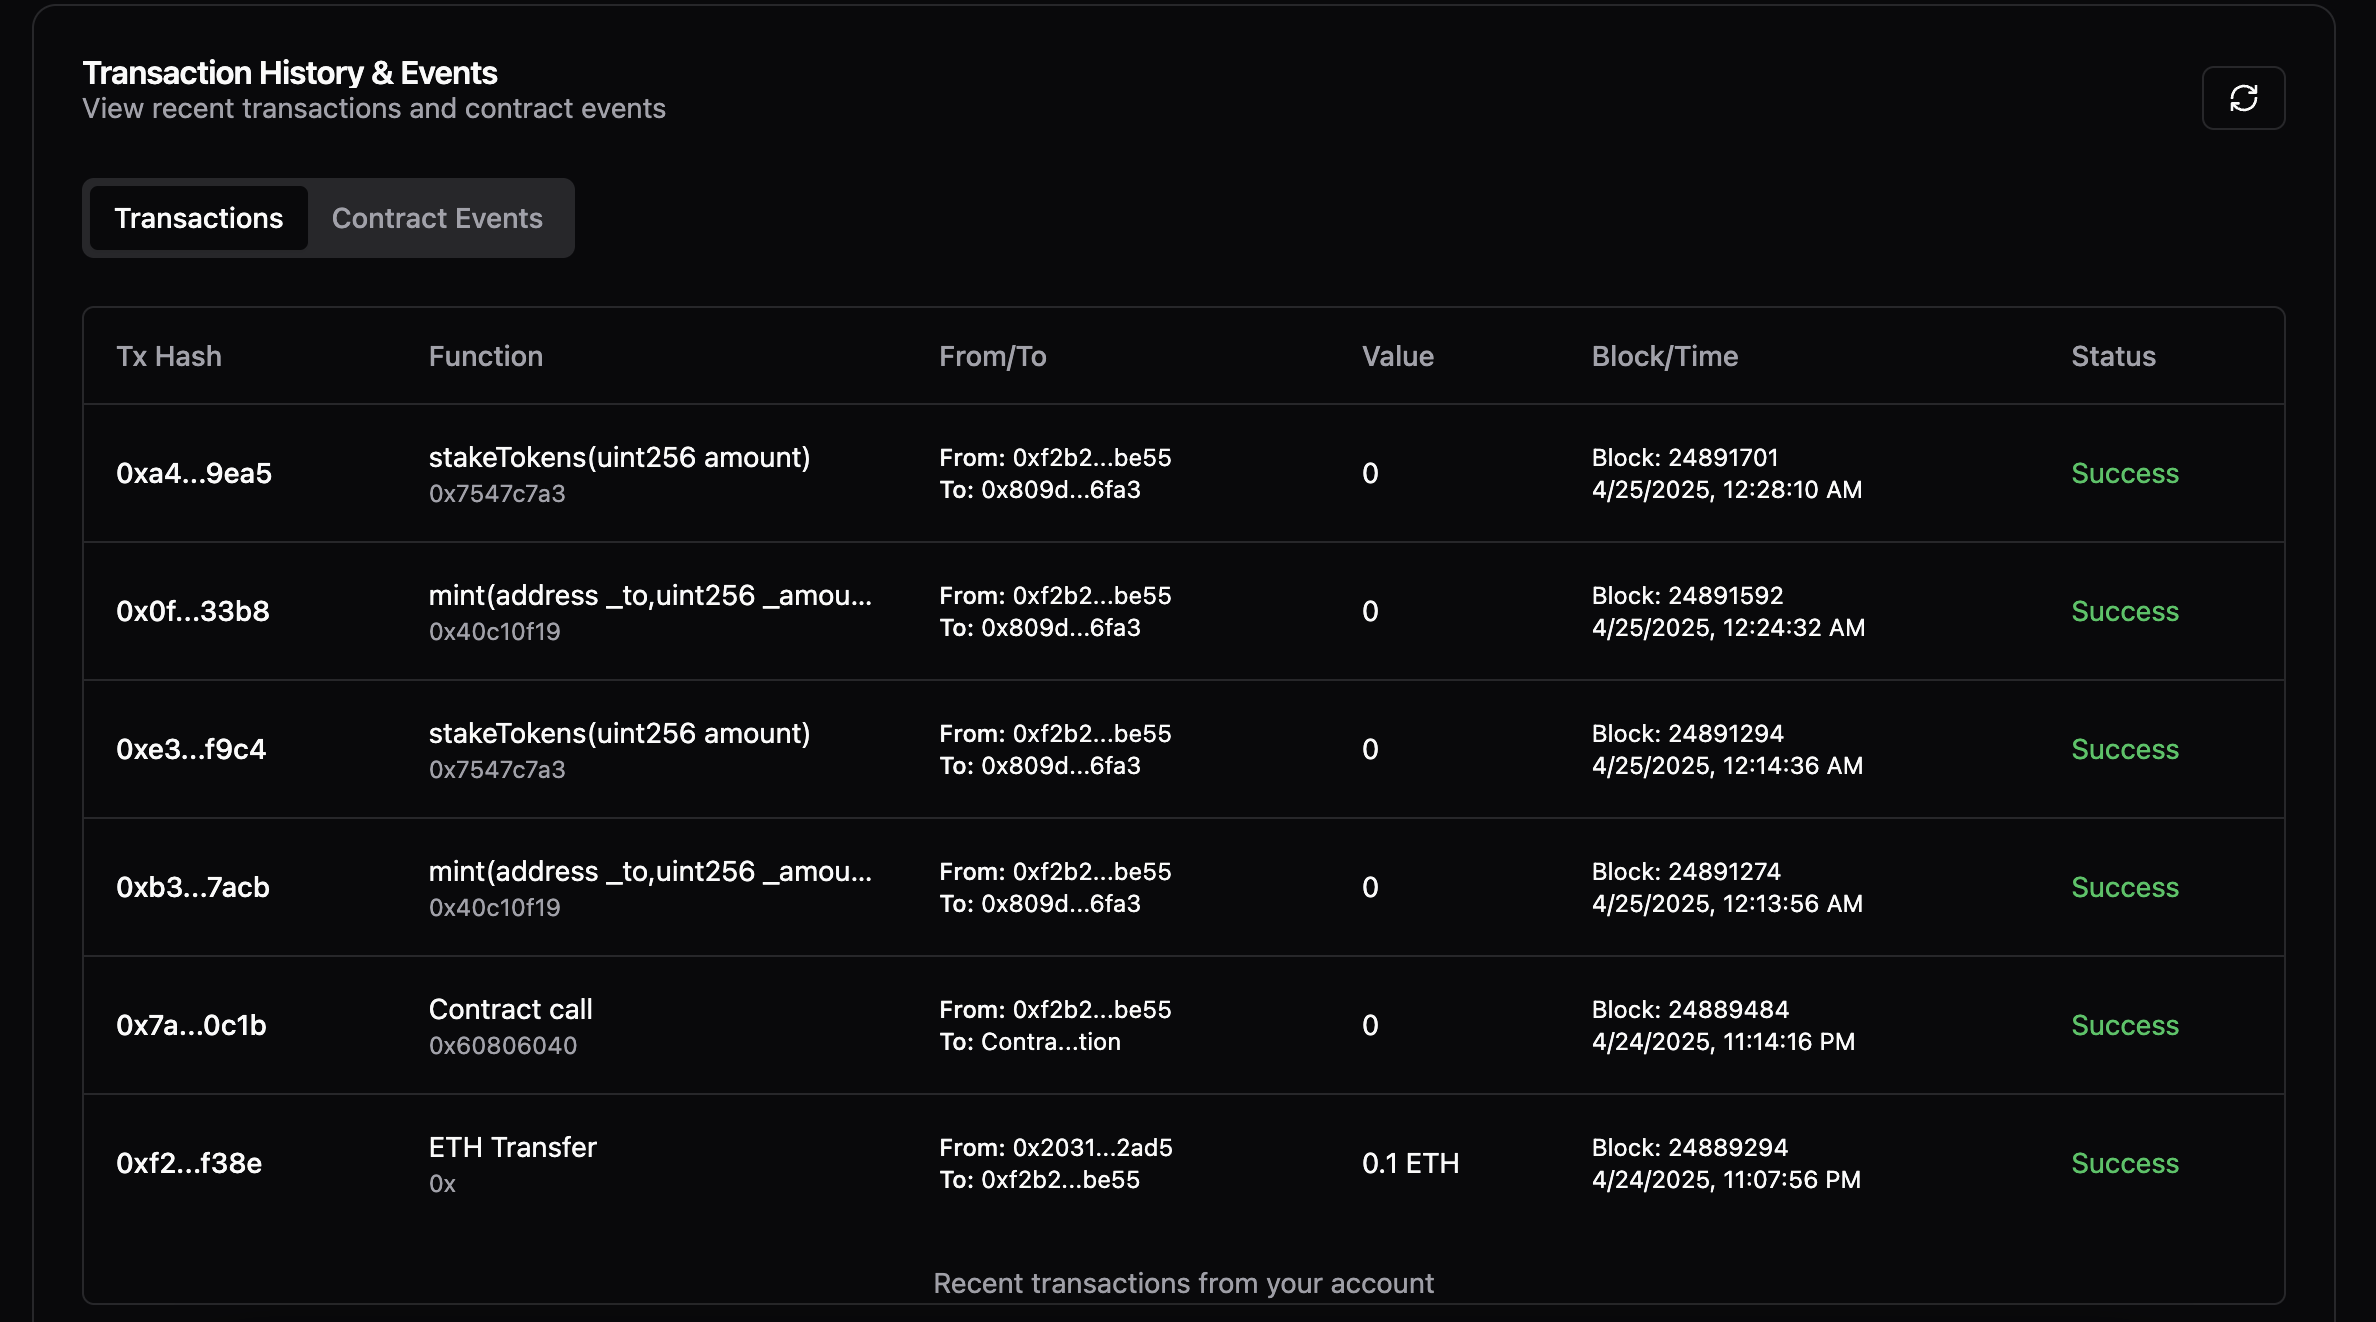 Transaction History & Events
View recent transactions and contract events
Transactions Contract Events
Tx Hash Function From/To Value Block/Time Status
0xa4...9ea5
stakeTokens(uint256 amount)
0x7547c7a3
From: 0xf2b2...be55
To: 0x809d...6fa3
0
Block: 24891701
4/25/2025, 12:28:10 AM
Success
0x0f...33b8
mint(address _to,uint256 _amou...
0x40c10f19
From: 0xf2b2...be55
To: 0x809d...6fa3
0
Block: 24891592
4/25/2025, 12:24:32 AM
Success
0xe3...f9c4
stakeTokens(uint256 amount)
0x7547c7a3
From: 0xf2b2...be55
To: 0x809d...6fa3
0
Block: 24891294
4/25/2025, 12:14:36 AM
Success
0xb3...7acb
mint(address _to,uint256 _amou...
0x40c10f19
From: 0xf2b2...be55
To: 0x809d...6fa3
0
Block: 24891274
4/25/2025, 12:13:56 AM
Success
0x7a...0c1b
Contract call
0x60806040
From: 0xf2b2...be55
To: Contra...tion
0
Block: 24889484
4/24/2025, 11:14:16 PM
Success
0xf2...f38e
ETH Transfer
0x
From: 0x2031...2ad5
To: 0xf2b2...be55
0.1 ETH
Block: 24889294
4/24/2025, 11:07:56 PM
Success
Recent transactions from your account